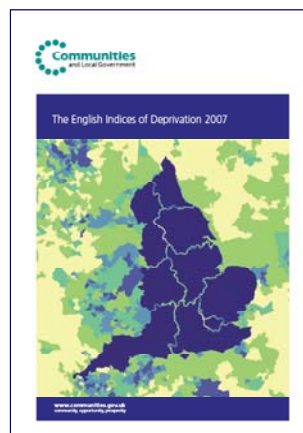 Communities
and Local Government
The English Indices of Deprivation 2007
www.communities.gov.uk
community, opportunity, prosperity